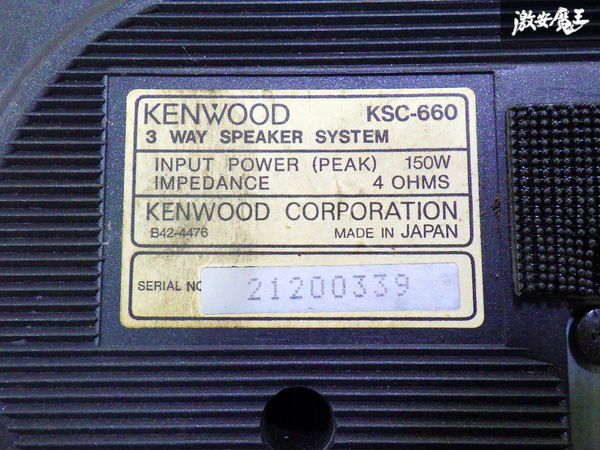 激安魔王
KENWOOD KSC-660
3 WAY SPEAKER SYSTEM
INPUT POWER (PEAK) 150W
IMPEDANCE 4 OHMS
KENWOOD CORPORATION
B42-4476 MADE IN JAPAN
SERIAL NO 21200339